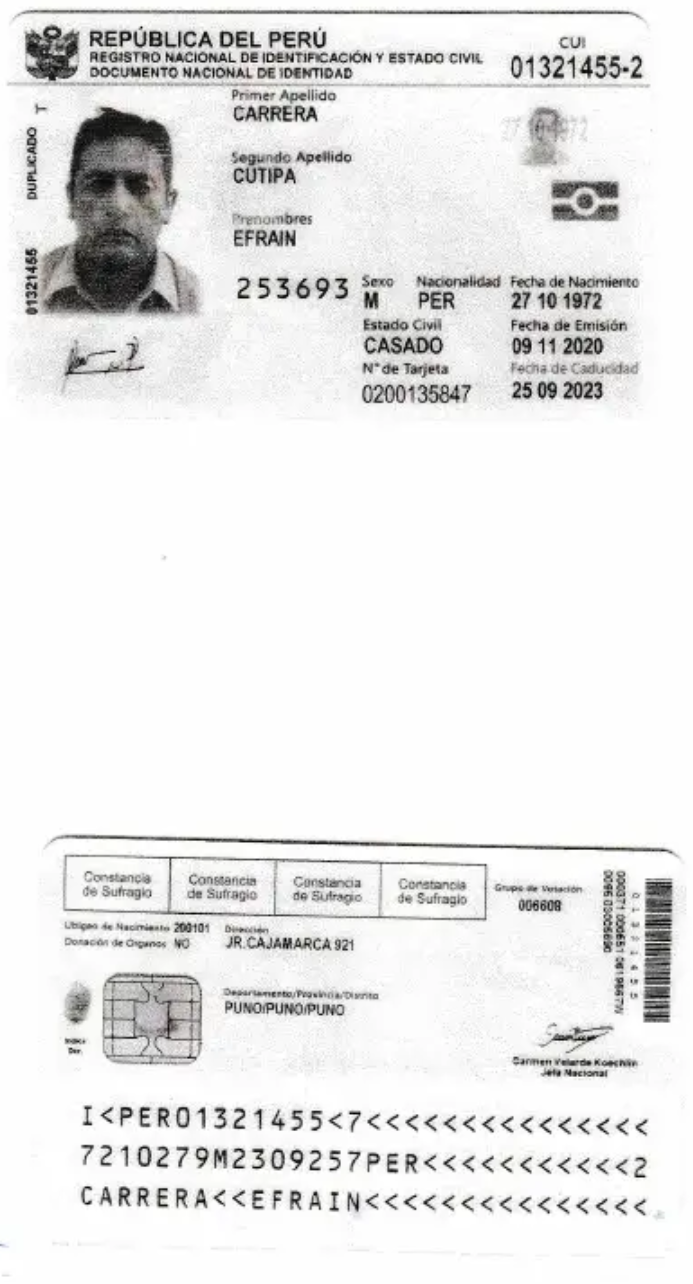 REPÚBLICA DEL PERÚ
REGISTRO NACIONAL DE IDENTIFICACIÓN Y ESTADO CIVIL
DOCUMENTO NACIONAL DE IDENTIDAD
CUI
01321455-2
DUPLICADO T
01321455
Primer Apellido
CARRERA
Segundo Apellido
CUTIPA
Prenombres
EFRAIN
27 10 1972
253693
Sexo Nacionalidad Fecha de Nacimiento
M PER 27 10 1972
Estado Civil Fecha de Emisión
CASADO 09 11 2020
N° de Tarjeta Fecha de Caducidad
0200135847 25 09 2023
Constancia de Sufragio
Constancia de Sufragio
Constancia de Sufragio
Constancia de Sufragio
Grupo de Votación
006608
Ubigeo de Nacimiento 200101
Donación de Organos NO
Dirección
JR.CAJAMARCA 921
Departamento/Provincia/Distrito
PUNO/PUNO/PUNO
Indice Der.
01321455
Carmen Velarde Koechlin
Jefa Nacional
I<PER01321455<7<<<<<<<<<<<<<<<
7210279M2309257PER<<<<<<<<<<<2
CARRERA<<EFRAIN<<<<<<<<<<<<<<<